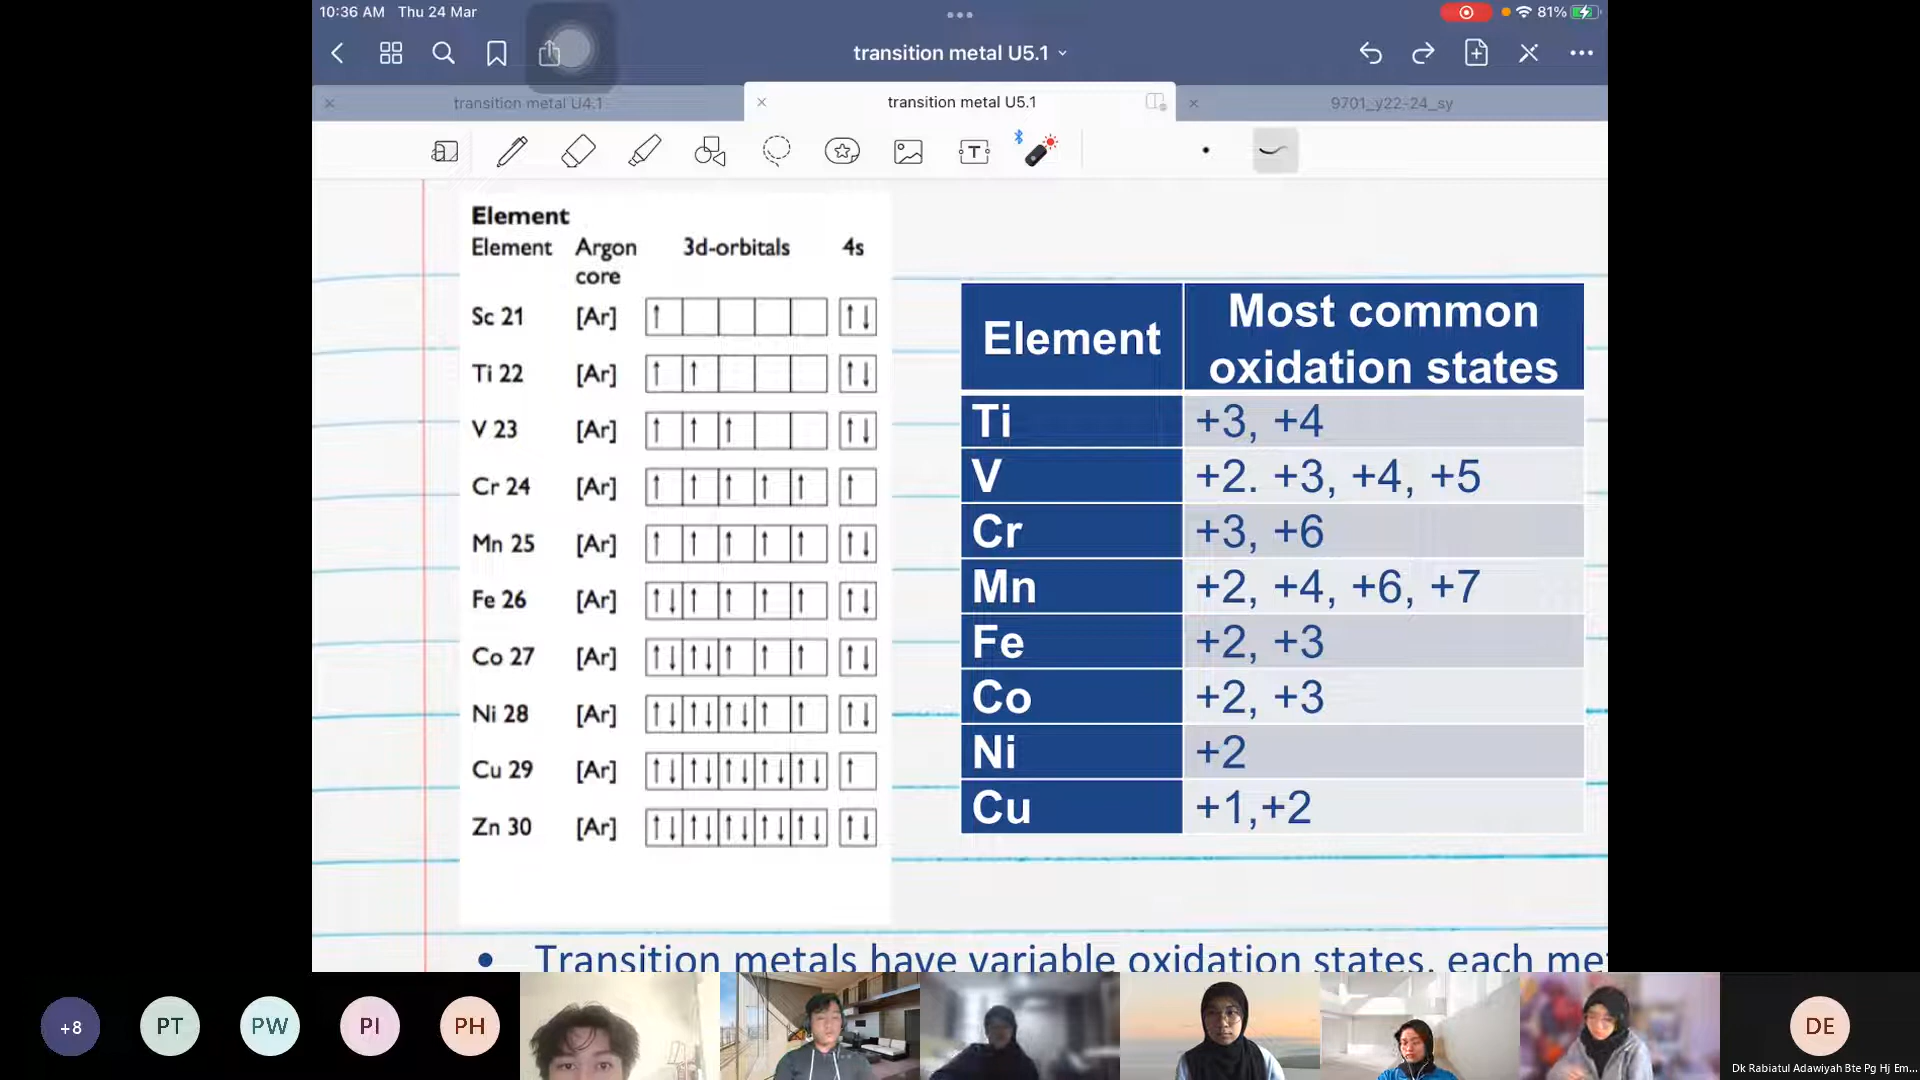 10:36 AM Thu 24 Mar
81%
transition metal U5.1
transition metal U4.1
transition metal U5.1
9701_y22-24_sy
Element
Element Argon core 3d-orbitals 4s
Sc 21 [Ar] ↑ ↑↓
Ti 22 [Ar] ↑ ↑ ↑↓
V 23 [Ar] ↑ ↑ ↑ ↑↓
Cr 24 [Ar] ↑ ↑ ↑ ↑ ↑ ↑
Mn 25 [Ar] ↑ ↑ ↑ ↑ ↑ ↑↓
Fe 26 [Ar] ↑↓ ↑ ↑ ↑ ↑ ↑↓
Co 27 [Ar] ↑↓ ↑↓ ↑ ↑ ↑ ↑↓
Ni 28 [Ar] ↑↓ ↑↓ ↑↓ ↑ ↑ ↑↓
Cu 29 [Ar] ↑↓ ↑↓ ↑↓ ↑↓ ↑↓ ↑
Zn 30 [Ar] ↑↓ ↑↓ ↑↓ ↑↓ ↑↓ ↑↓
Element Most common oxidation states
Ti +3, +4
V +2. +3, +4, +5
Cr +3, +6
Mn +2, +4, +6, +7
Fe +2, +3
Co +2, +3
Ni +2
Cu +1,+2
• Transition metals have variable oxidation states, each me
+8 PT PW PI PH DE
Dk Rabiatul Adawiyah Bte Pg Hj Em...